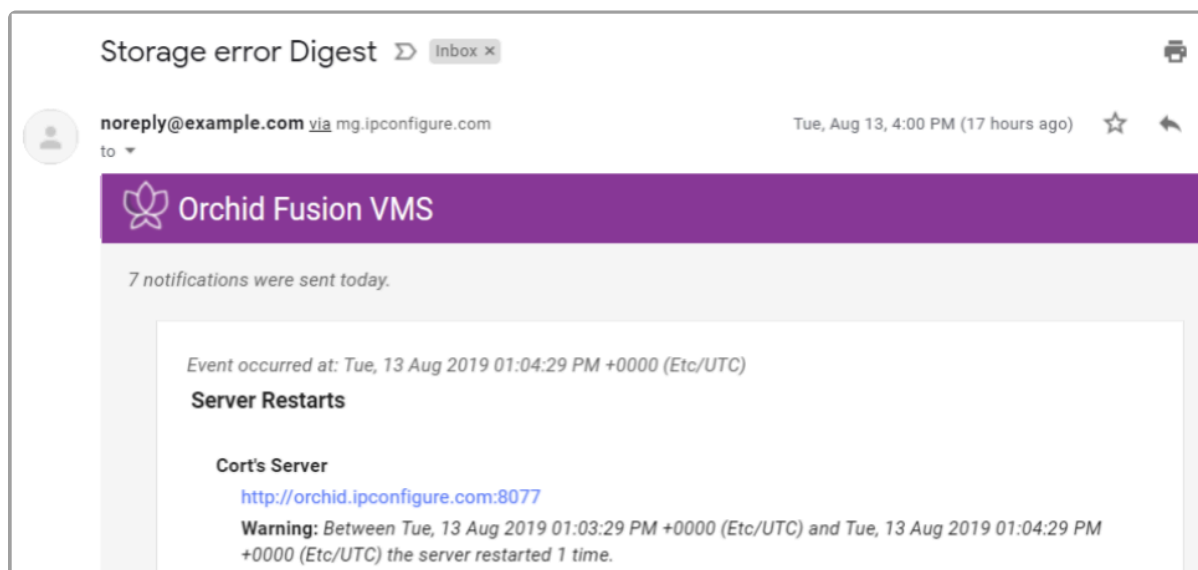 Storage error Digest Inbox ×
noreply@example.com via mg.ipconfigure.com Tue, Aug 13, 4:00 PM (17 hours ago)
to
Orchid Fusion VMS
7 notifications were sent today.
Event occurred at: Tue, 13 Aug 2019 01:04:29 PM +0000 (Etc/UTC)
Server Restarts
Cort's Server
http://orchid.ipconfigure.com:8077
Warning: Between Tue, 13 Aug 2019 01:03:29 PM +0000 (Etc/UTC) and Tue, 13 Aug 2019 01:04:29 PM
+0000 (Etc/UTC) the server restarted 1 time.